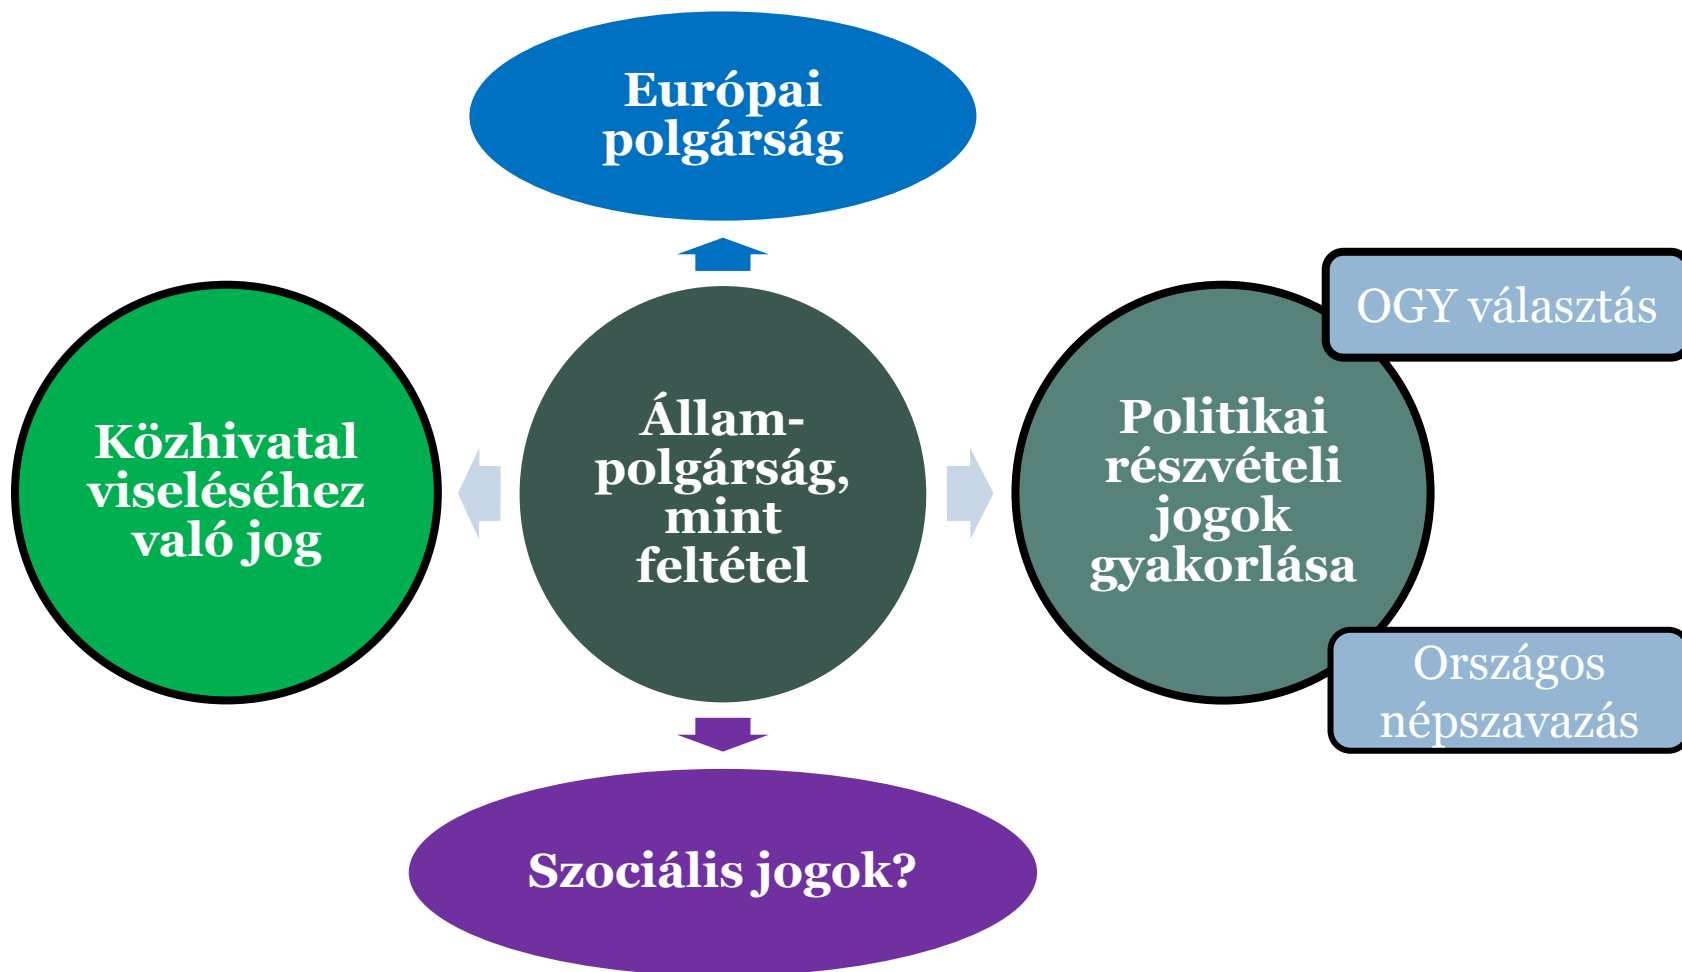 Európai
polgárság
OGY választás
Közhivatal
viseléséhez
való jog
Állam-
polgárság,
mint
feltétel
Politikai
részvételi
jogok
gyakorlása
Országos
népszavazás
Szociális jogok?